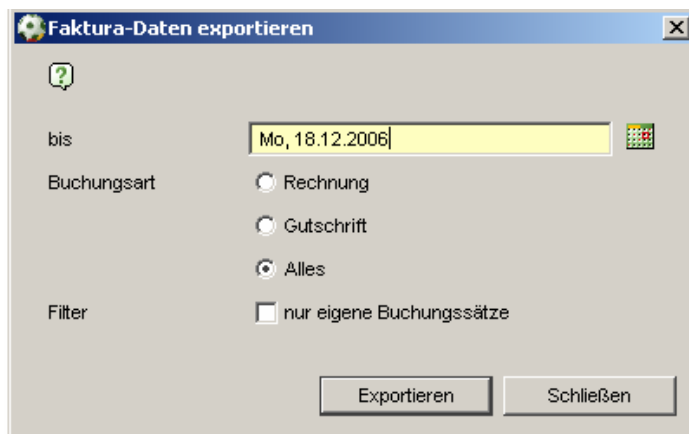 Faktura-Daten exportieren
bis Mo, 18.12.2006
Buchungsart Rechnung
Gutschrift
Alles
Filter nur eigene Buchungssätze
Exportieren Schließen